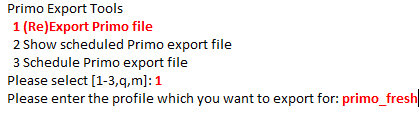 Primo Export Tools
1 (Re)Export Primo file
2 Show scheduled Primo export file
3 Schedule Primo export file
Please select [1-3,q,m]: 1
Please enter the profile which you want to export for: primo_fresh